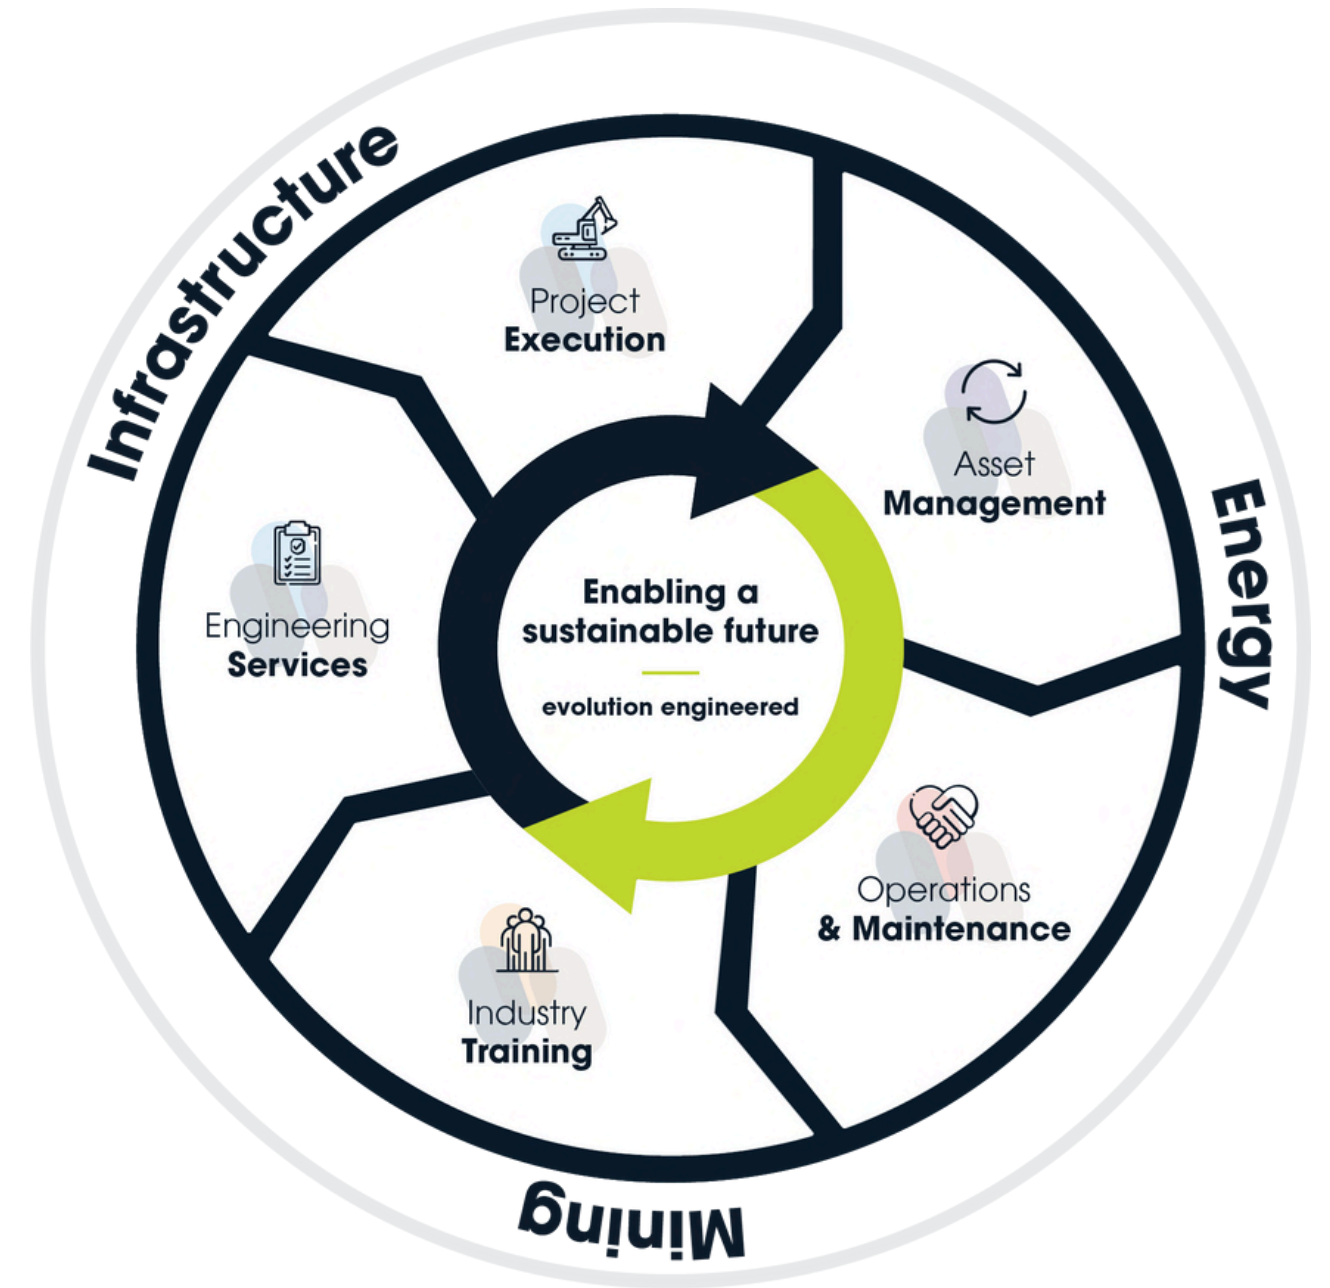 Infrastructure
Energy
Mining
Project
Execution
Asset
Management
Operations
& Maintenance
Industry
Training
Engineering
Services
Enabling a
sustainable future
evolution engineered